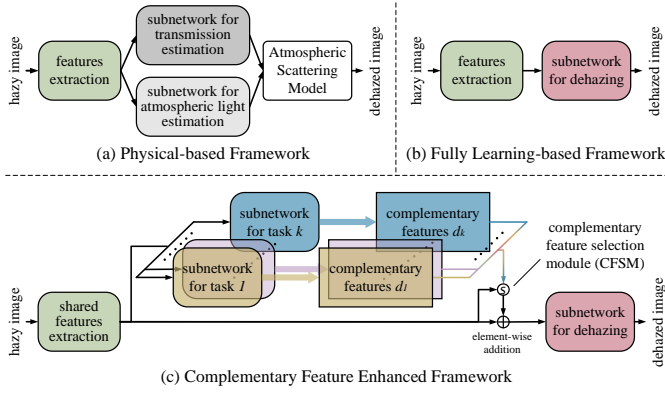 hazy image
features
extraction
subnetwork for
transmission
estimation
subnetwork for
atmospheric light
estimation
Atmospheric
Scattering
Model
dehazed image
(a) Physical-based Framework
hazy image
features
extraction
subnetwork
for dehazing
dehazed image
(b) Fully Learning-based Framework
hazy image
shared
features
extraction
subnetwork
for task k
complementary
features dk
subnetwork
for task 1
complementary
features d1
complementary
feature selection
module (CFSM)
S
element-wise
addition
subnetwork
for dehazing
dehazed image
(c) Complementary Feature Enhanced Framework